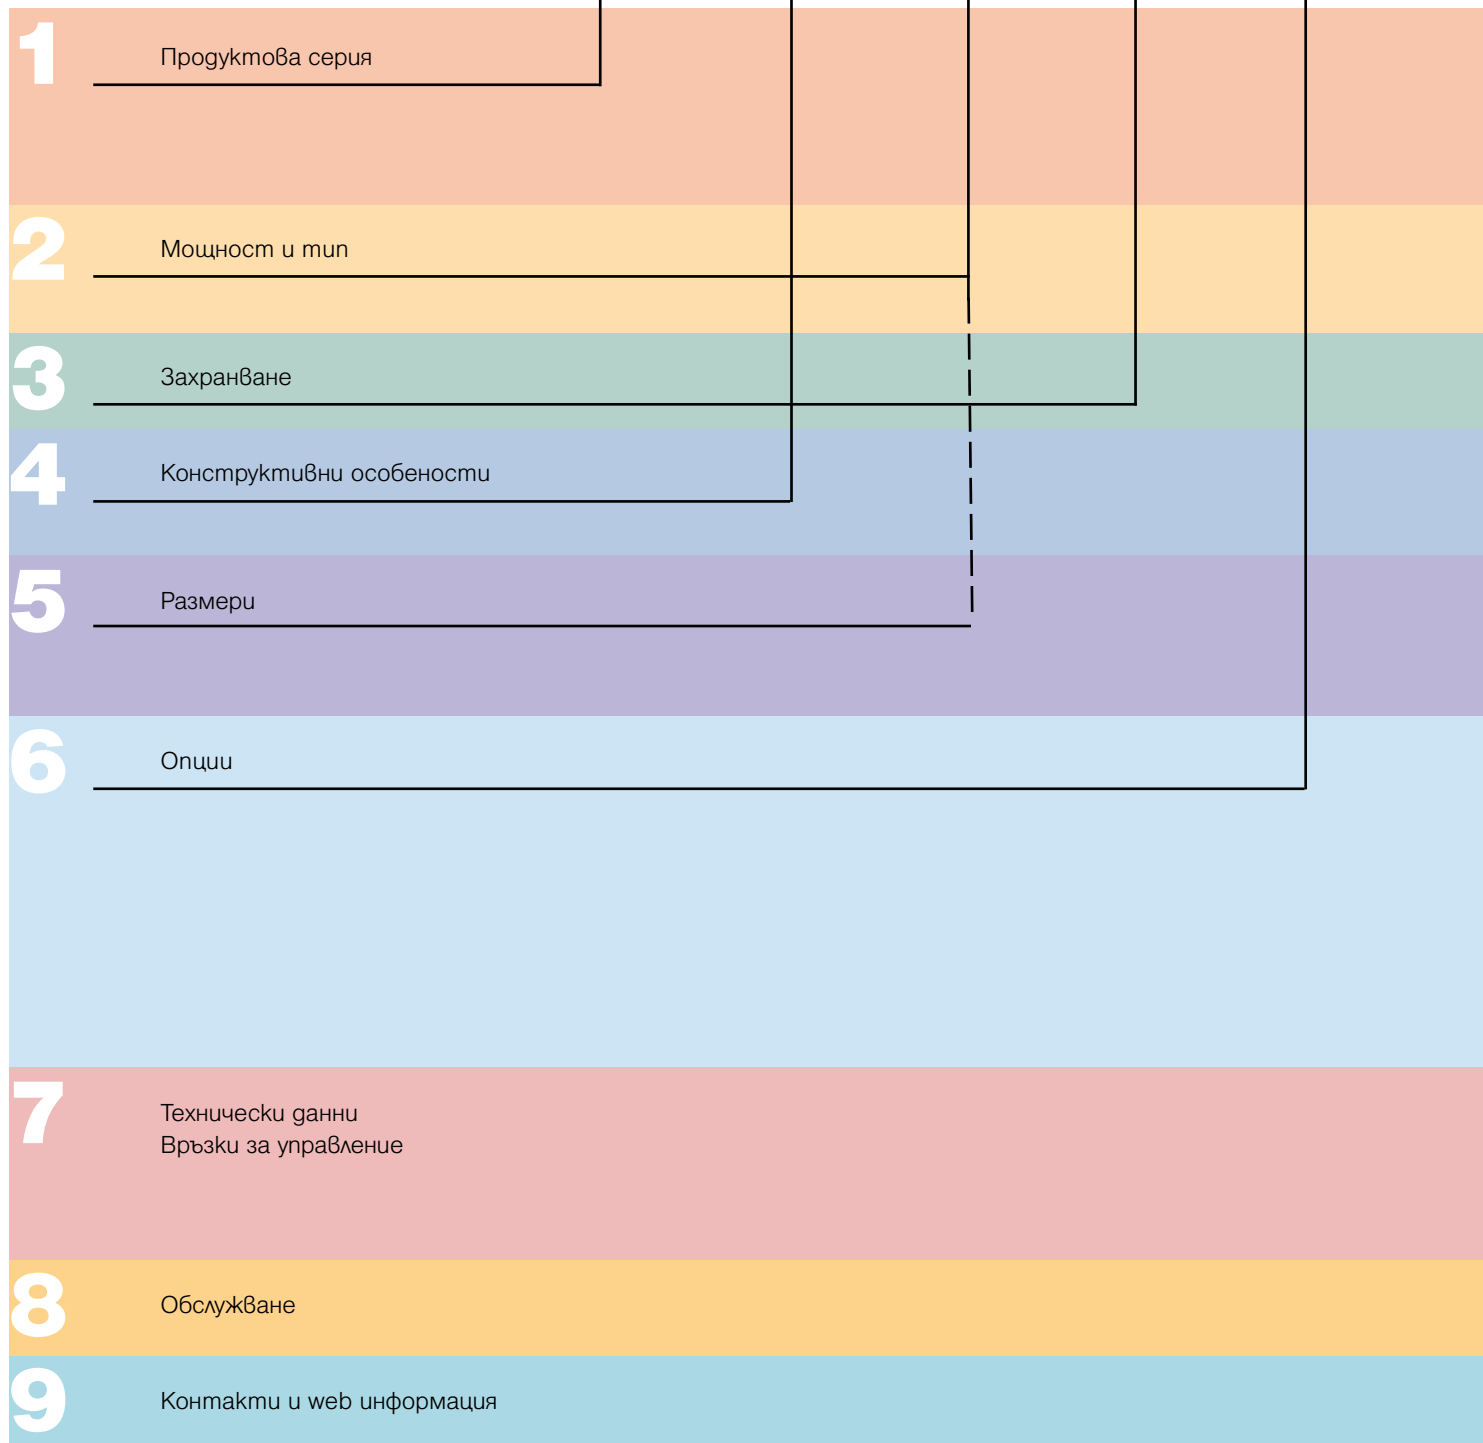 1
Продуктова серия
2
Мощност и тип
3
Захранване
4
Конструктивни особености
5
Размери
6
Опции
7
Технически данни
Връзки за управление
8
Обслужване
9
Контакти и web информация